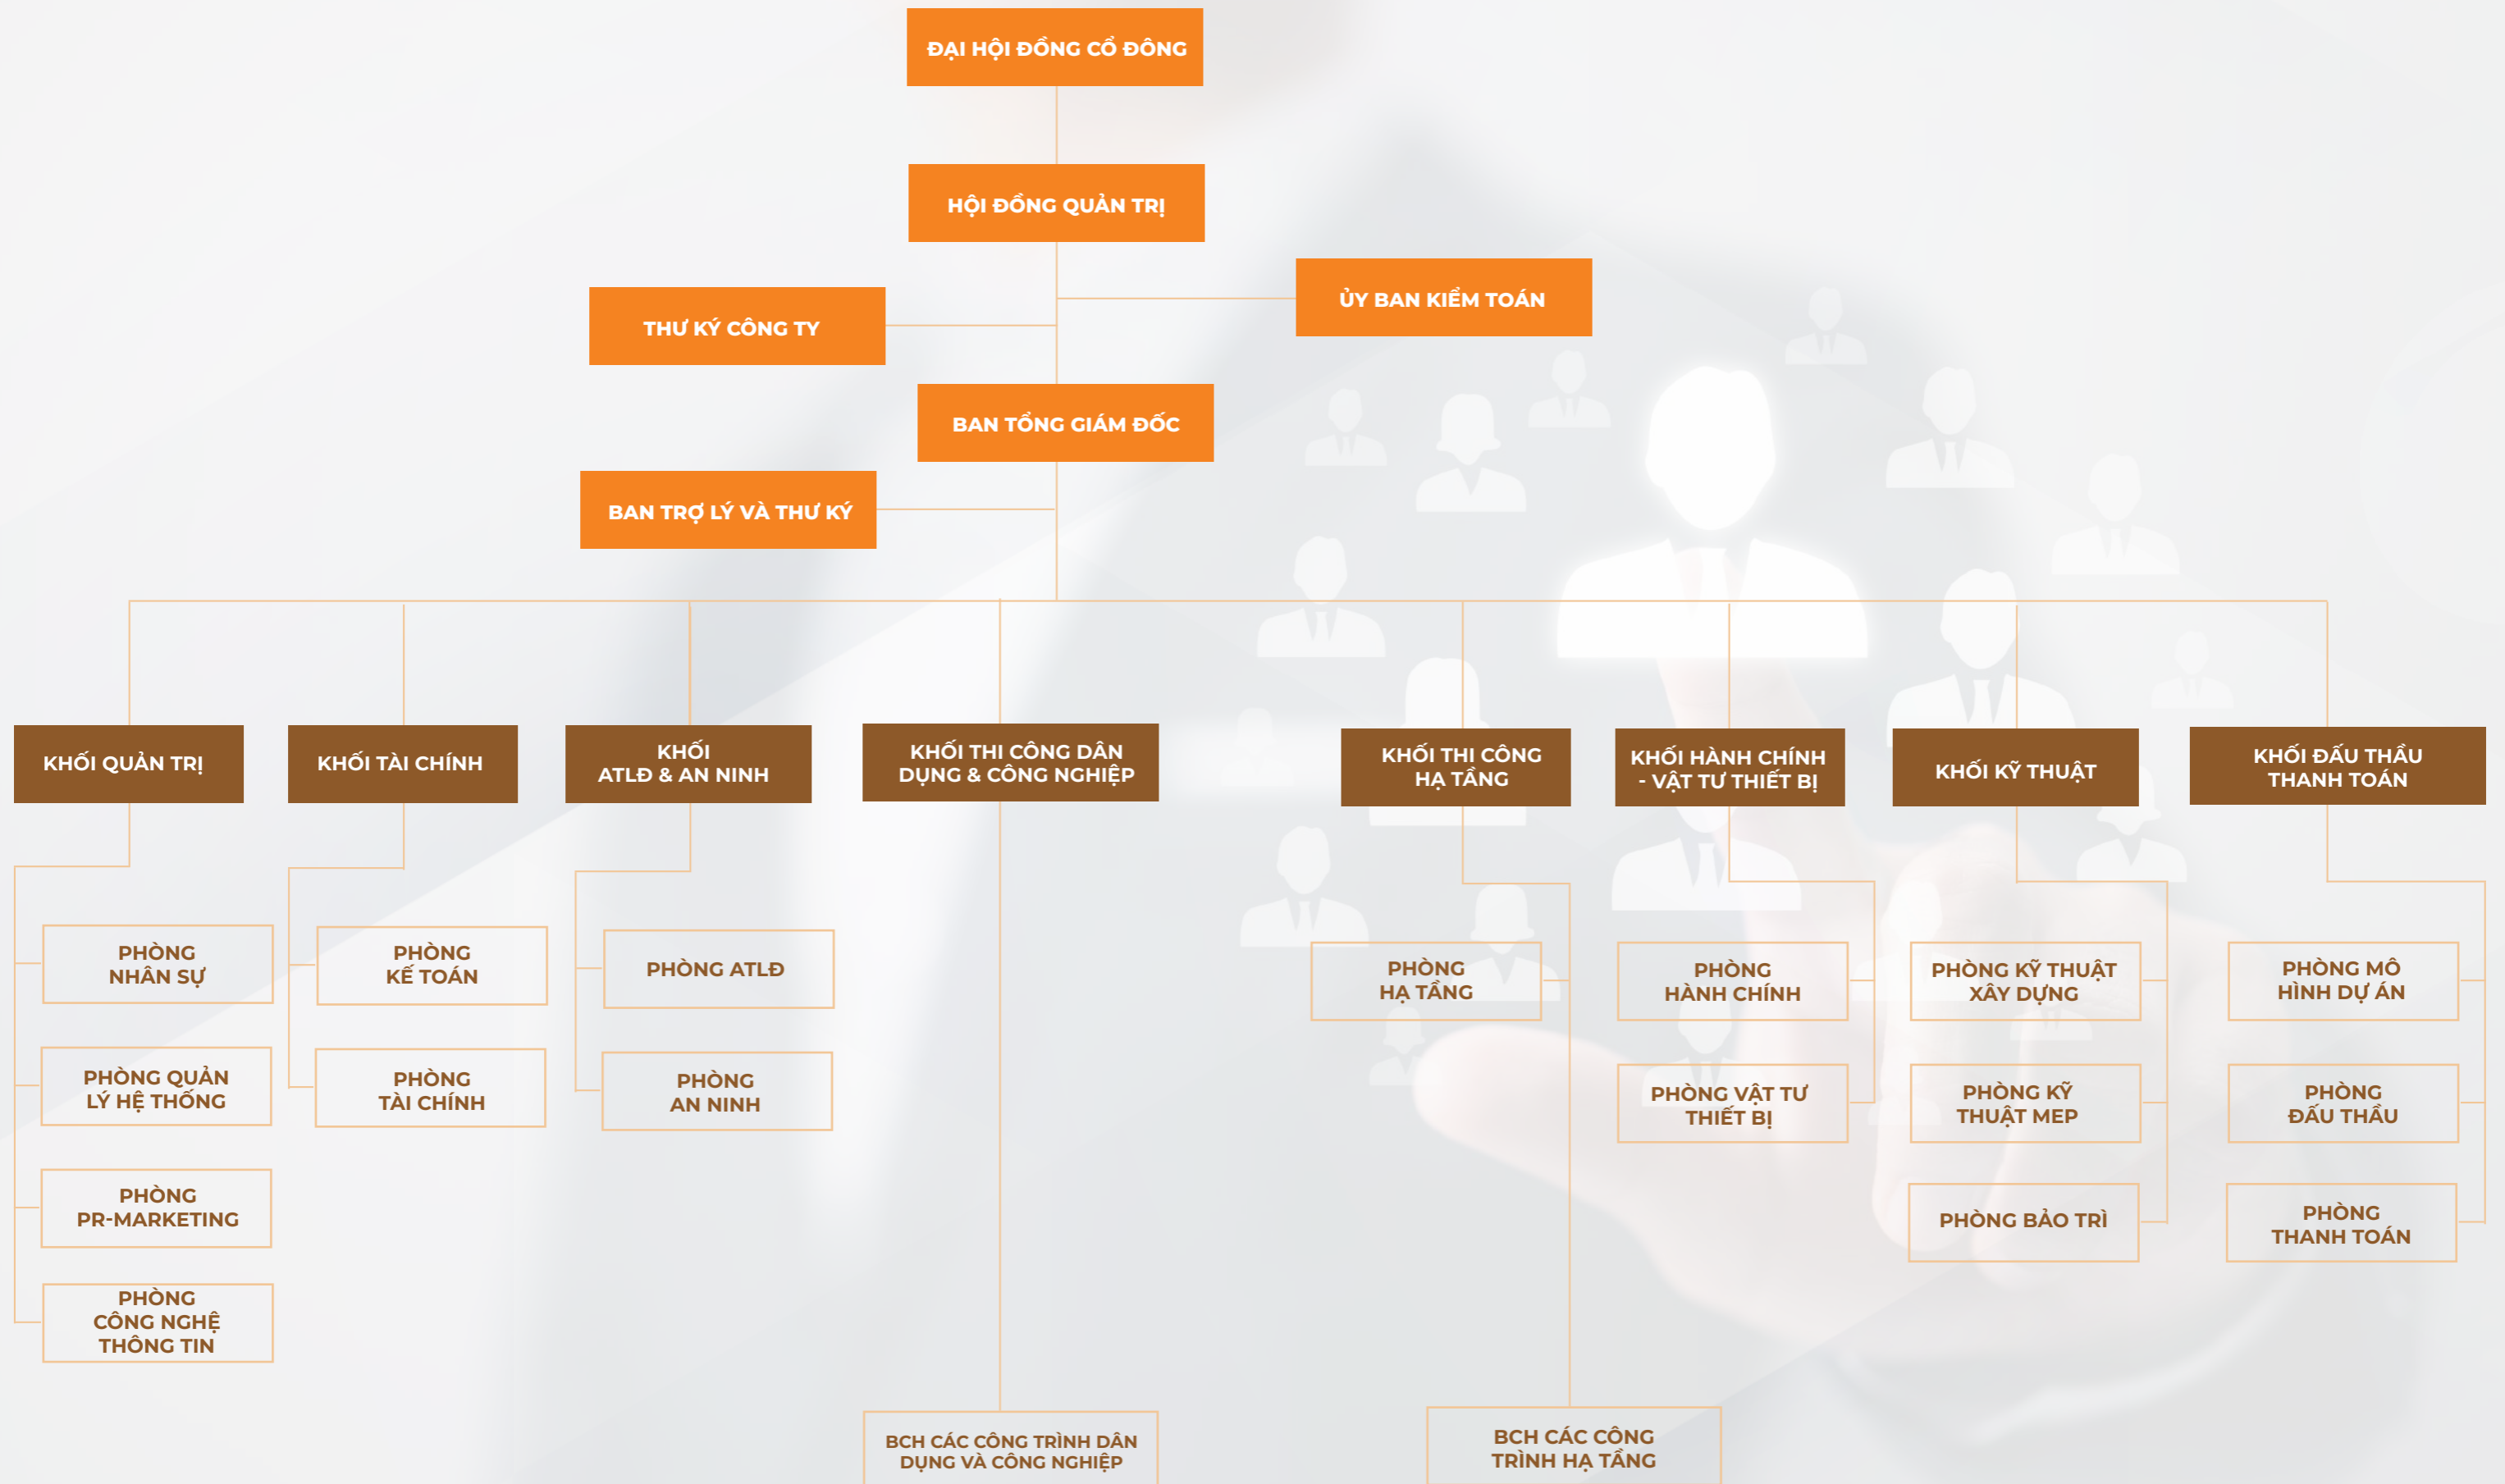 ĐẠI HỘI ĐỒNG CỔ ĐÔNG
HỘI ĐỒNG QUẢN TRỊ
ỦY BAN KIỂM TOÁN
THƯ KÝ CÔNG TY
BAN TỔNG GIÁM ĐỐC
BAN TRỢ LÝ VÀ THƯ KÝ
KHỐI QUẢN TRỊ
KHỐI TÀI CHÍNH
KHỐI
ATLĐ & AN NINH
KHỐI THI CÔNG DÂN
DỤNG & CÔNG NGHIỆP
KHỐI THI CÔNG
HẠ TẦNG
KHỐI HÀNH CHÍNH
- VẬT TƯ THIẾT BỊ
KHỐI KỸ THUẬT
KHỐI ĐẤU THẦU
THANH TOÁN
PHÒNG
NHÂN SỰ
PHÒNG
KẾ TOÁN
PHÒNG ATLĐ
PHÒNG
HẠ TẦNG
PHÒNG
HÀNH CHÍNH
PHÒNG KỸ THUẬT
XÂY DỰNG
PHÒNG MÔ
HÌNH DỰ ÁN
PHÒNG QUẢN
LÝ HỆ THỐNG
PHÒNG
TÀI CHÍNH
PHÒNG
AN NINH
PHÒNG VẬT TƯ
THIẾT BỊ
PHÒNG KỸ
THUẬT MEP
PHÒNG
ĐẤU THẦU
PHÒNG
PR-MARKETING
PHÒNG BẢO TRÌ
PHÒNG
THANH TOÁN
PHÒNG
CÔNG NGHỆ
THÔNG TIN
BCH CÁC CÔNG TRÌNH DÂN
DỤNG VÀ CÔNG NGHIỆP
BCH CÁC CÔNG
TRÌNH HẠ TẦNG